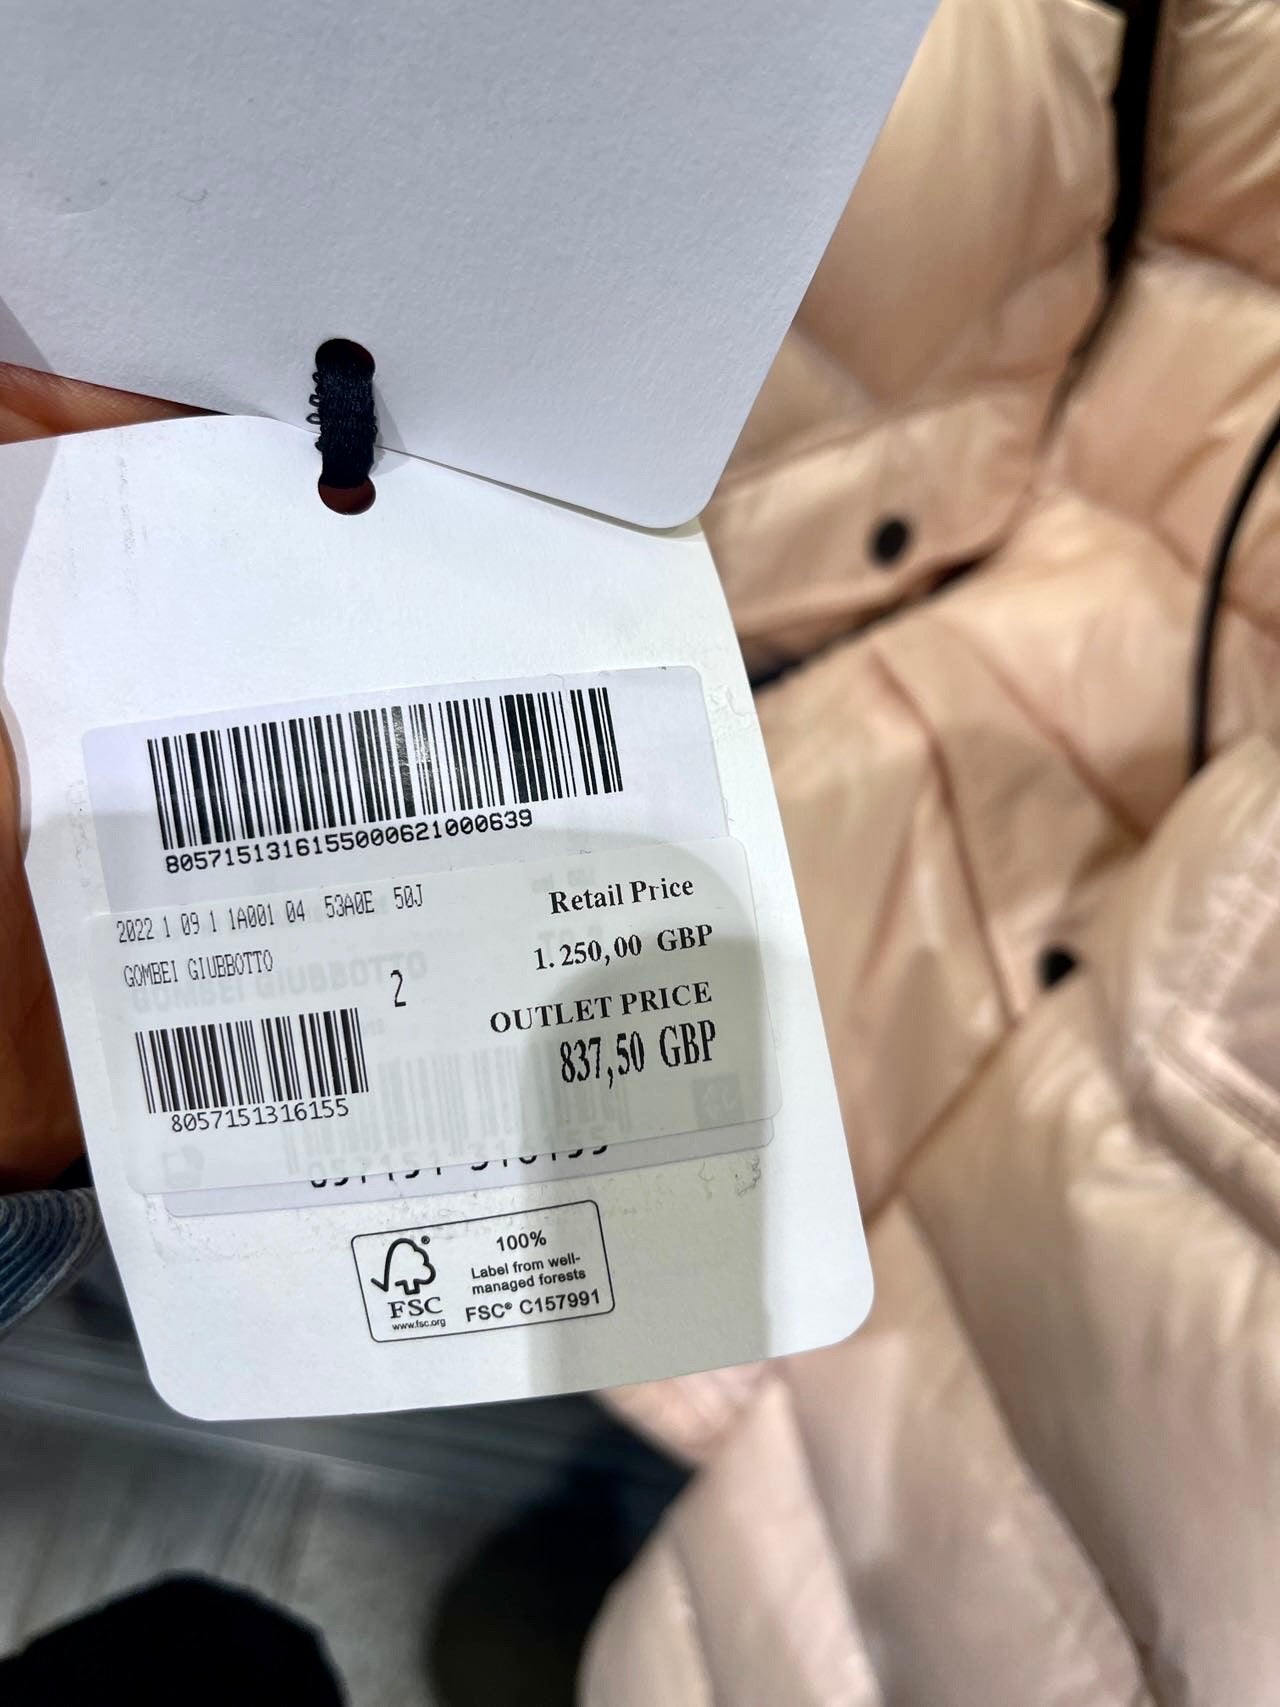 8057151316155000621000639
2022 1 09 1 1A001 04 53A0E 50J
GOMBEI GIUBBOTTO
2
8057151316155
Retail Price
1.250,00 GBP
OUTLET PRICE
837,50 GBP
FSC®
www.fsc.org
100%
Label from well-
managed forests
FSC® C157991